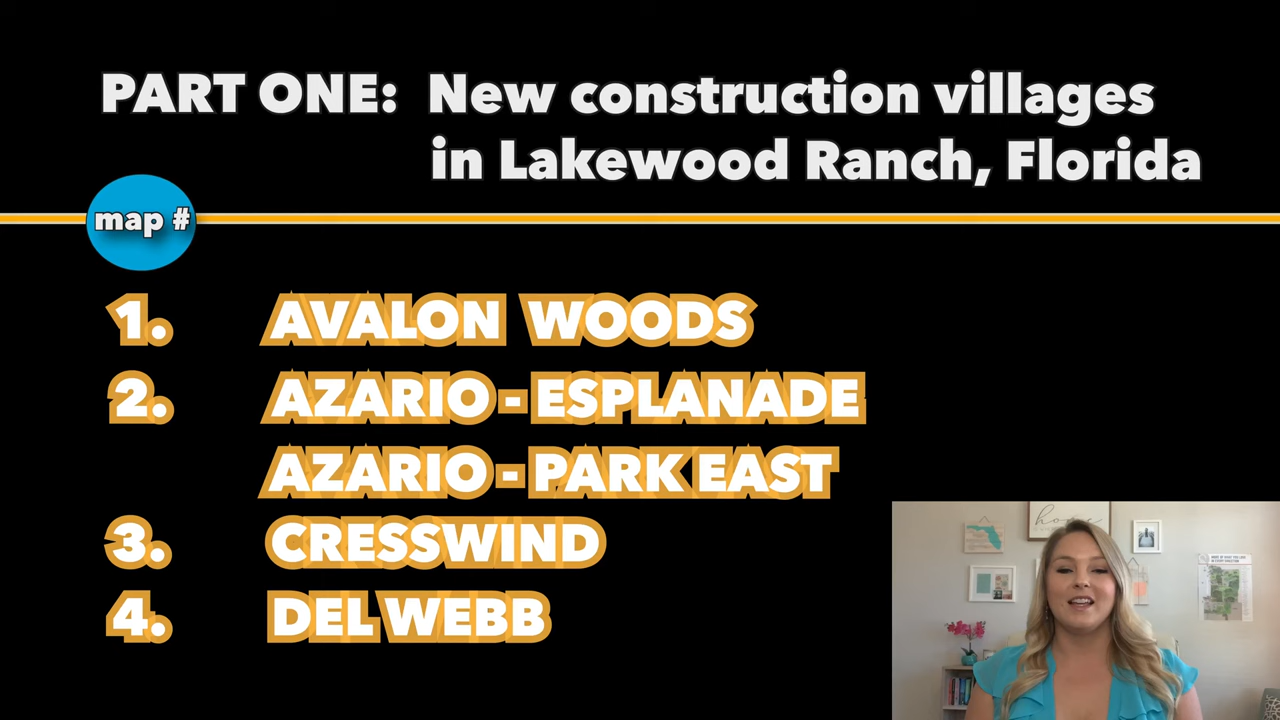 PART ONE: New construction villages
in Lakewood Ranch, Florida
map #
1. AVALON WOODS
2. AZARIO - ESPLANADE
AZARIO - PARK EAST
3. CRESSWIND
4. DEL WEBB
home